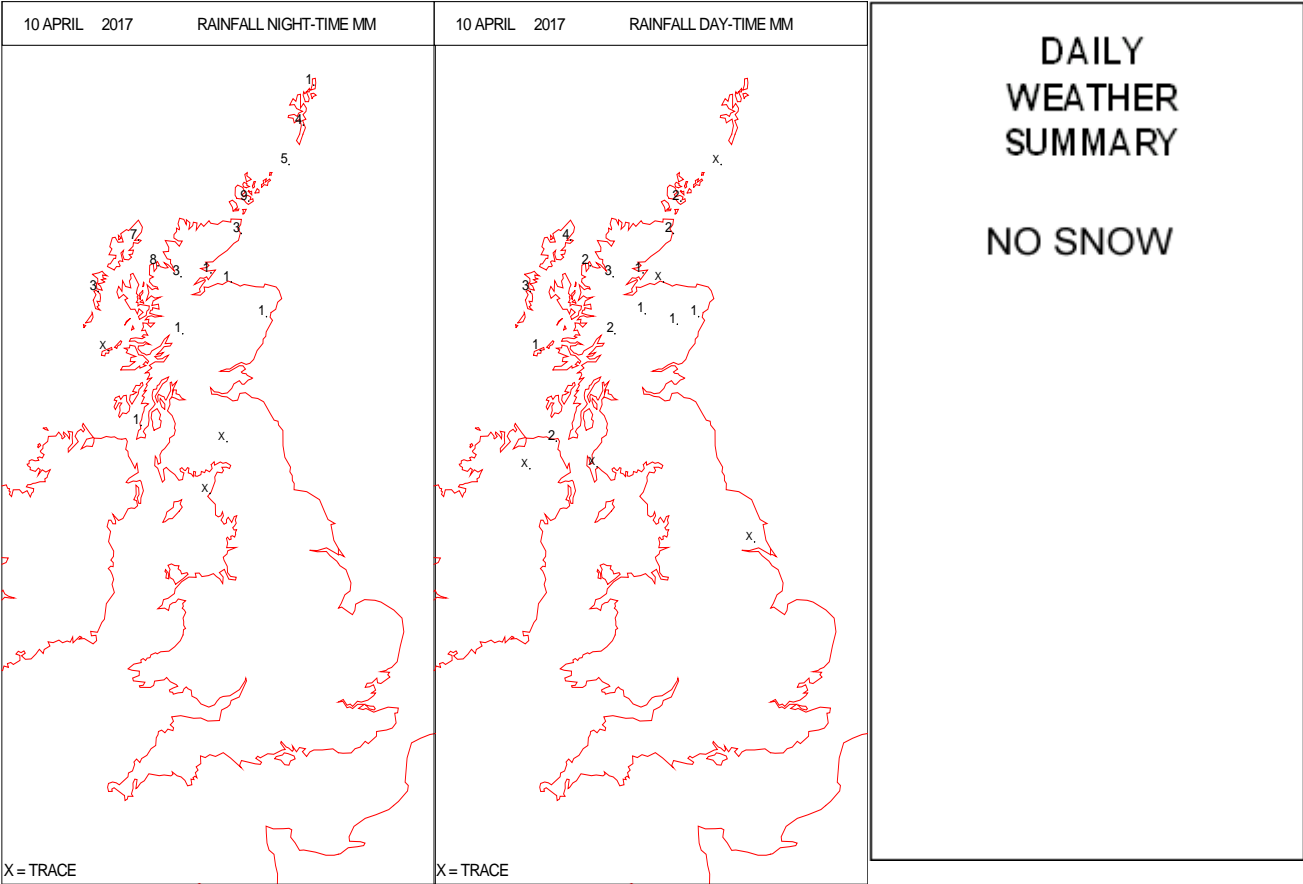 10 APRIL 2017 RAINFALL NIGHT-TIME MM
1
4
5
9
3
7
8
3
1
1
3
1
1
X
1
X
X
X = TRACE
10 APRIL 2017 RAINFALL DAY-TIME MM
X
2
2
4
2
3
1
X
3
1
1
1
2
1
2
X
X
X
X = TRACE
DAILY
WEATHER
SUMMARY
NO SNOW